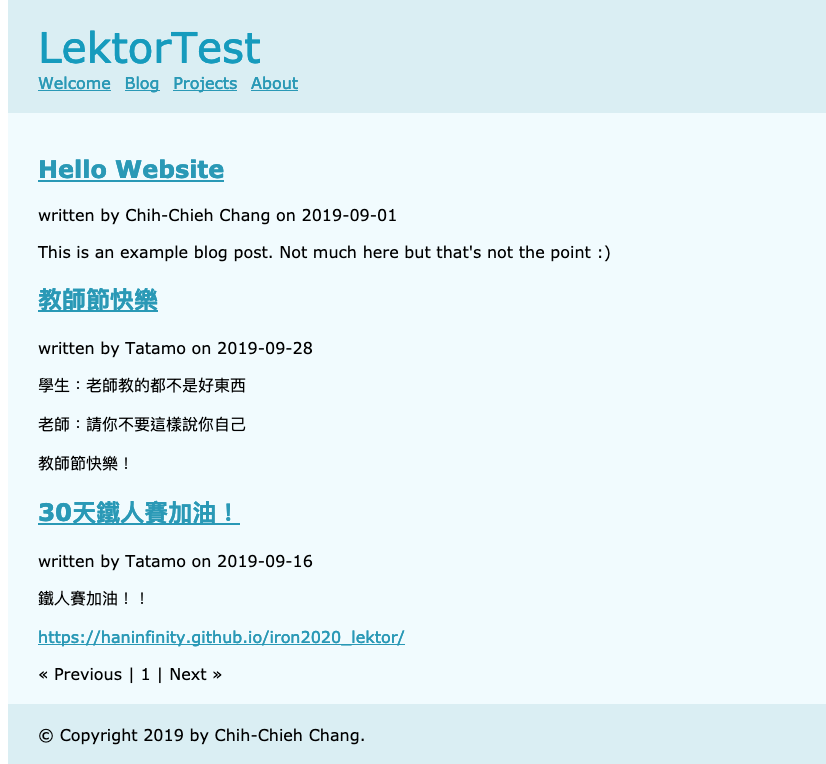 LektorTest
Welcome Blog Projects About
Hello Website
written by Chih-Chieh Chang on 2019-09-01
This is an example blog post. Not much here but that's not the point :)
教師節快樂
written by Tatamo on 2019-09-28
學生：老師教的都不是好東西
老師：請你不要這樣說你自己
教師節快樂！
30天鐵人賽加油！
written by Tatamo on 2019-09-16
鐵人賽加油！！
https://haninfinity.github.io/iron2020_lektor/
« Previous | 1 | Next »
© Copyright 2019 by Chih-Chieh Chang.